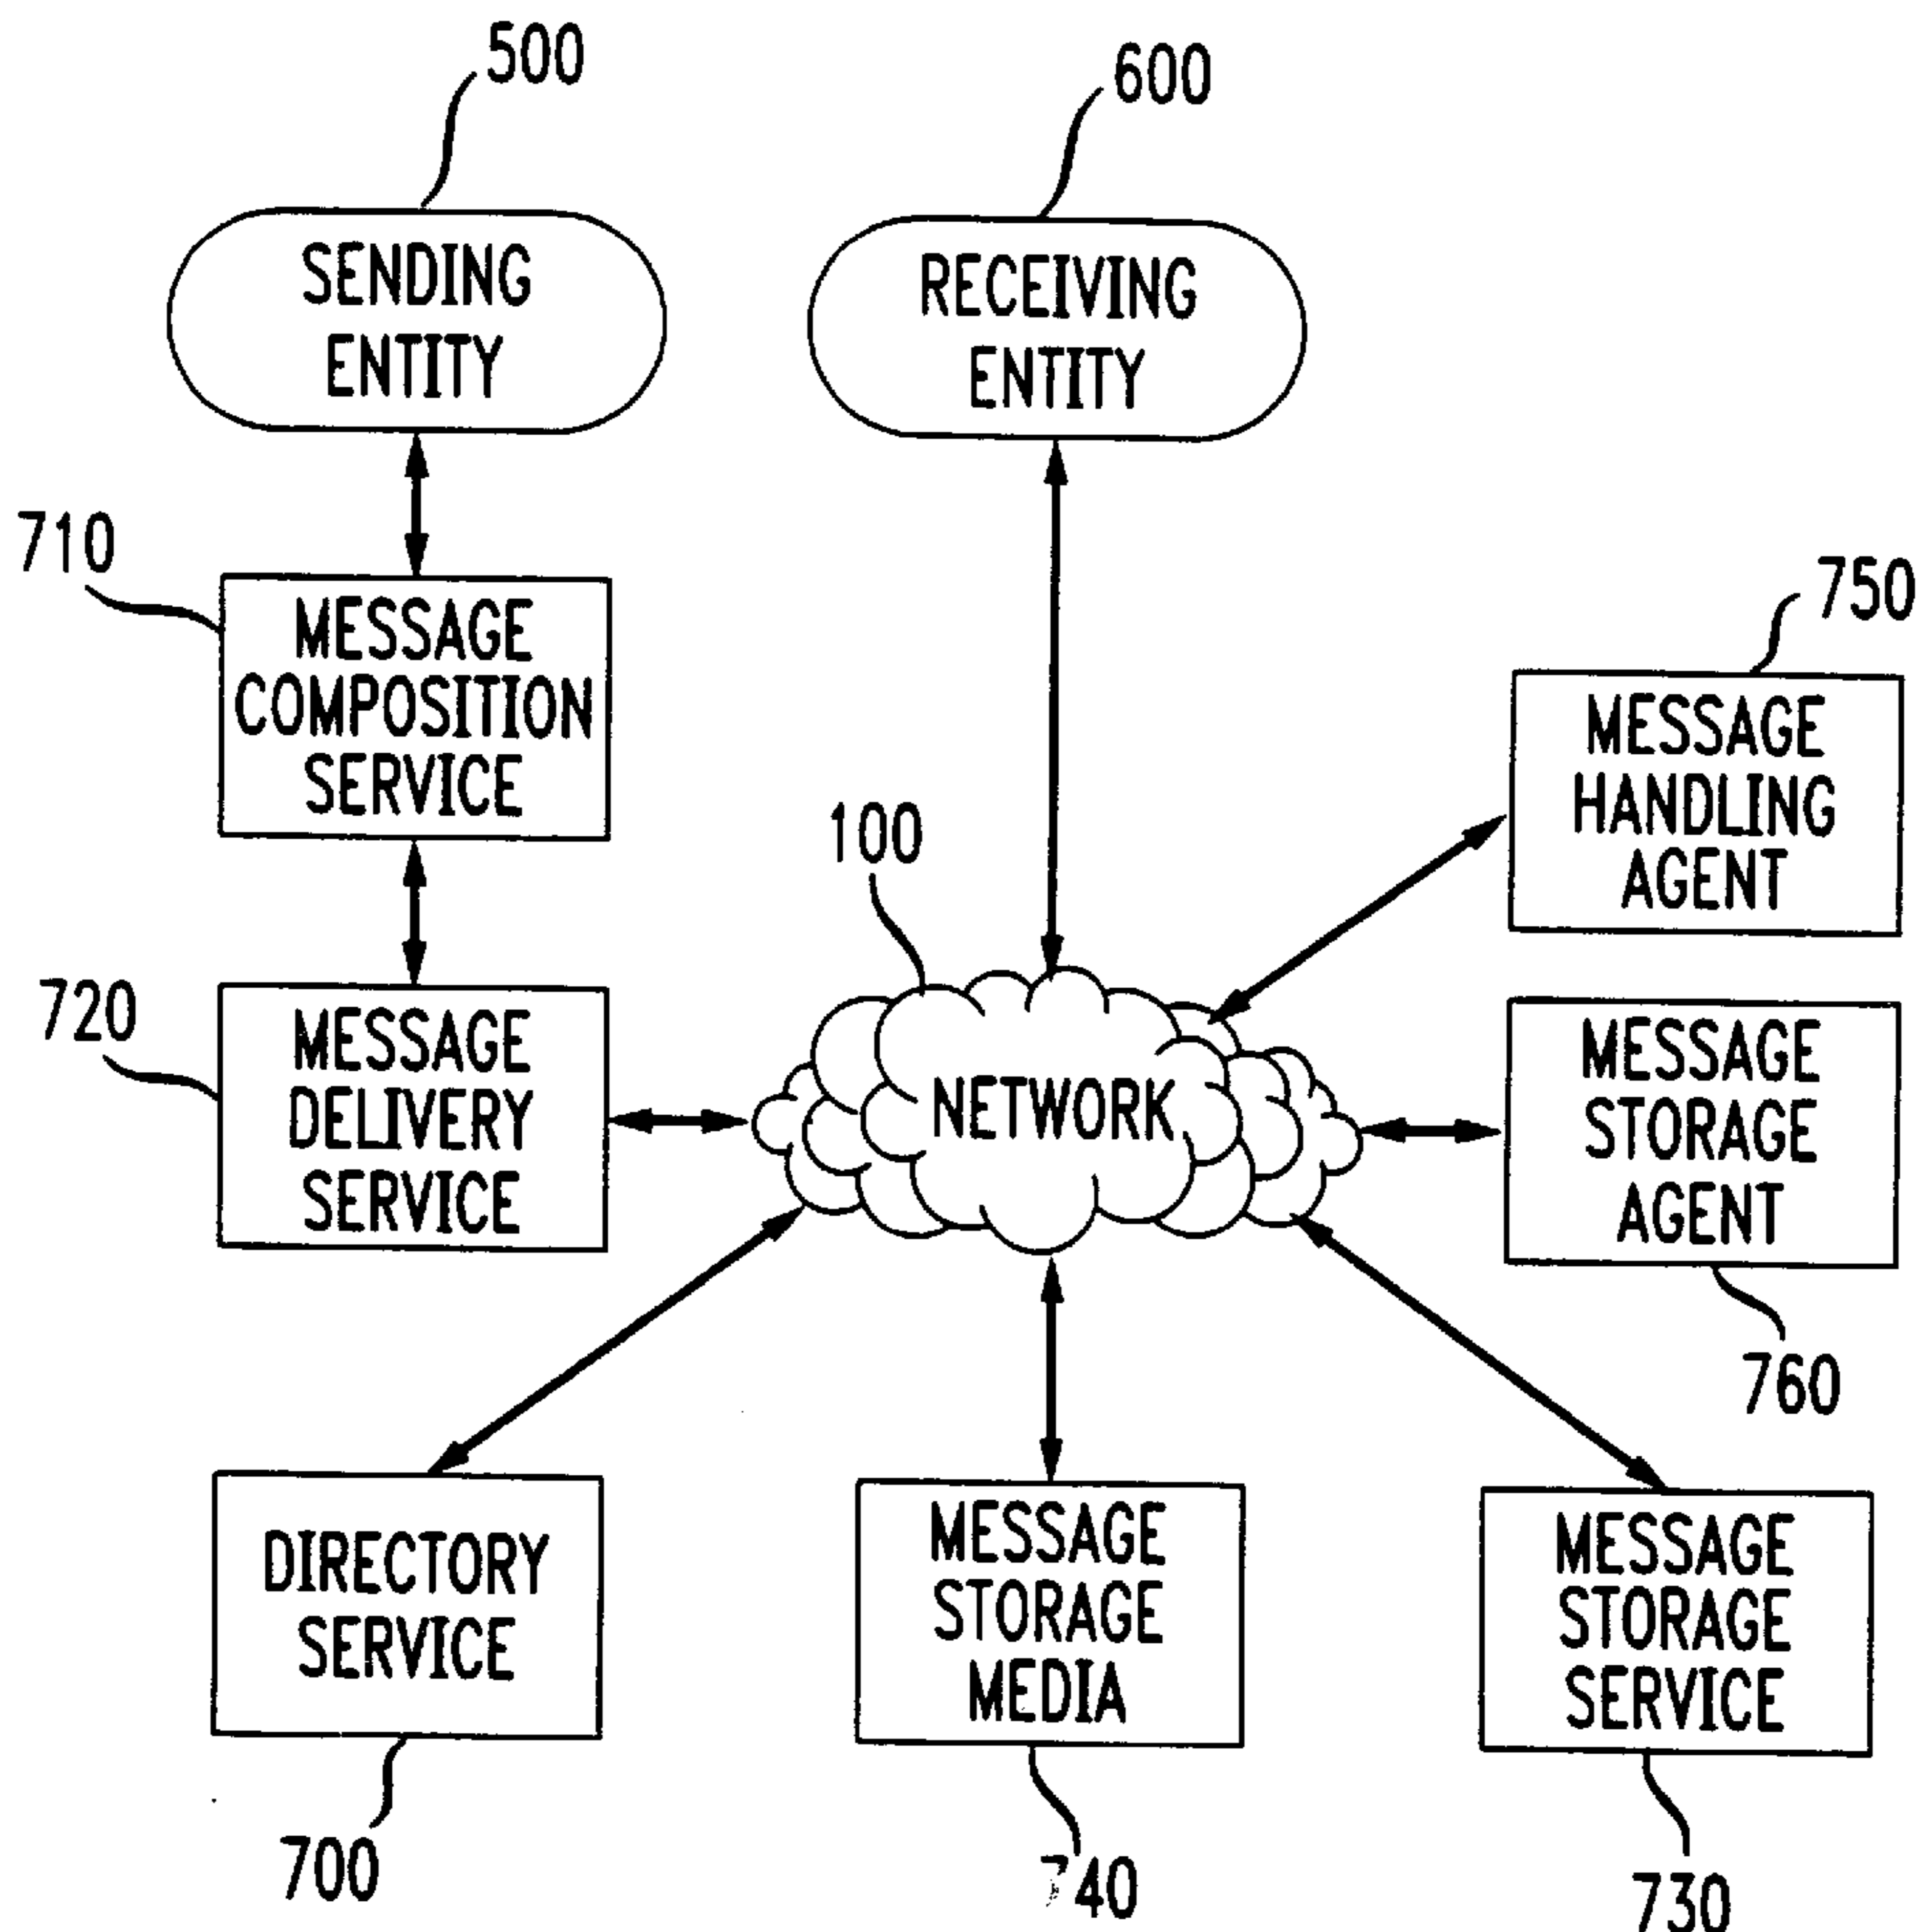 500
600
SENDING
ENTITY
RECEIVING
ENTITY
710
MESSAGE
COMPOSITION
SERVICE
750
MESSAGE
HANDLING
AGENT
100
720
MESSAGE
DELIVERY
SERVICE
NETWORK
MESSAGE
STORAGE
AGENT
760
DIRECTORY
SERVICE
MESSAGE
STORAGE
MEDIA
MESSAGE
STORAGE
SERVICE
700
740
730